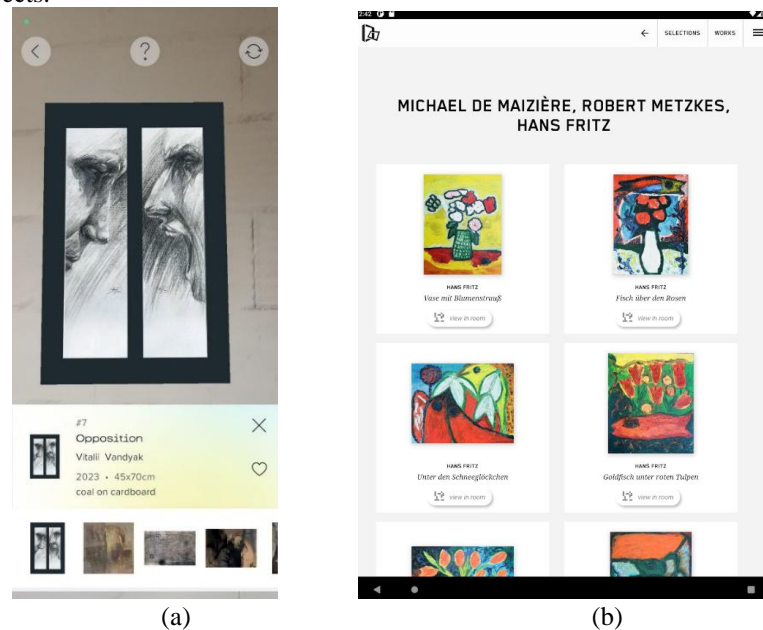 ects.
?
#7
Opposition
Vitalii Vandyak
2023 • 45x70cm
coal on cardboard
(a)
2:42
SELECTIONS WORKS
MICHAEL DE MAIZIÈRE, ROBERT METZKES,
HANS FRITZ
HANS FRITZ
Vase mit Blumenstrauß
view in room
HANS FRITZ
Fisch über den Rosen
view in room
HANS FRITZ
Unter den Schneeglöckchen
view in room
HANS FRITZ
Goldfisch unter roten Tulpen
view in room
(b)